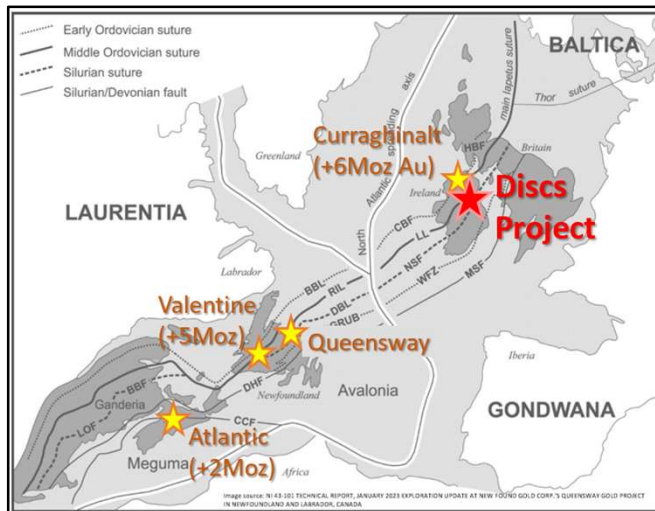 Early Ordovician suture
Middle Ordovician suture
Silurian suture
Silurian/Devonian fault
BALTICA
main Iapetus suture
Thor suture
axis
spreading
Atlantic
North
Greenland
Curraghinalt
(+6Moz Au)
HBF
Britain
Ireland
Discs
Project
LAURENTIA
CBF
LL
NSF
WFZ
MSF
Labrador
BBL
RIL
DBL
GRUB
Valentine
(+5Moz)
Queensway
DHF
Newfoundland
Avalonia
Iberia
GONDWANA
BBF
Ganderia
LOF
CCF
Atlantic
(+2Moz)
Meguma
Africa
Image source: NI 43-101 TECHNICAL REPORT, JANUARY 2023 EXPLORATION UPDATE AT NEW FOUND GOLD CORP.'S QUEENSWAY GOLD PROJECT
IN NEWFOUNDLAND AND LABRADOR, CANADA